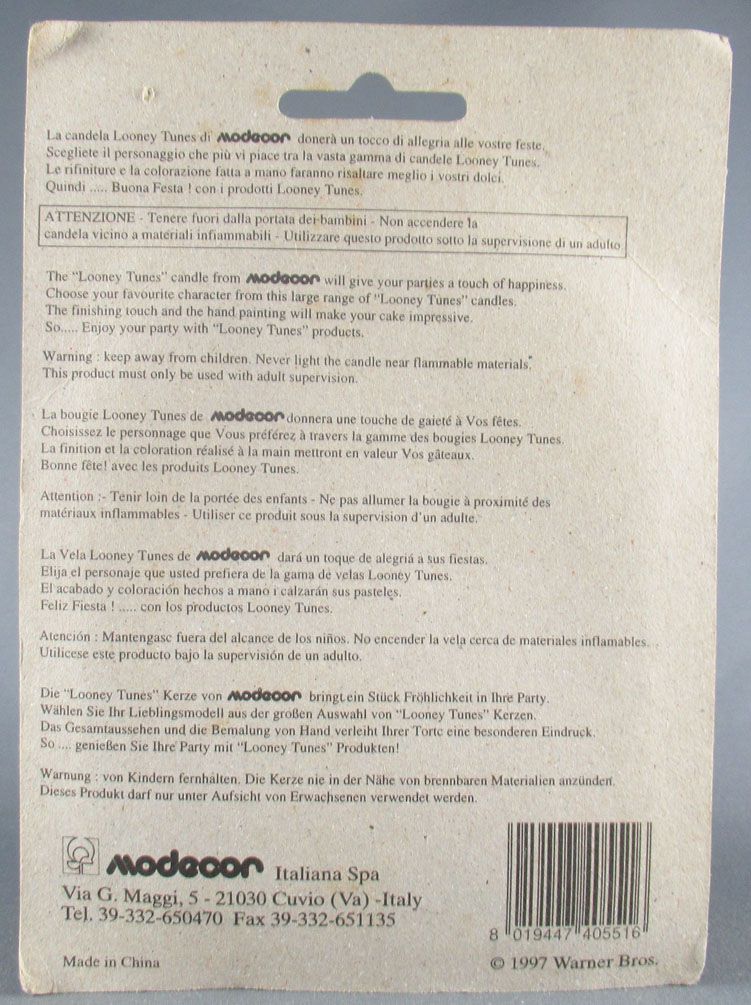 La candela Looney Tunes di modecor donerà un tocco di allegria alle vostre feste.
Scegliete il personaggio che più vi piace tra la vasta gamma di candele Looney Tunes.
Le rifiniture e la colorazione fatta a mano faranno risaltare meglio i vostri dolci.
Quindi ..... Buona Festa ! con i prodotti Looney Tunes.
ATTENZIONE - Tenere fuori dalla portata dei bambini - Non accendere la
candela vicino a materiali infiammabili - Utilizzare questo prodotto sotto la supervisione di un adulto
The "Looney Tunes" candle from modecor will give your parties a touch of happiness.
Choose your favourite character from this large range of "Looney Tunes" candles.
The finishing touch and the hand painting will make your cake impressive.
So..... Enjoy your party with "Looney Tunes" products.
Warning : keep away from children. Never light the candle near flammable materials.
This product must only be used with adult supervision.
La bougie Looney Tunes de modecor donnera une touche de gaieté à Vos fêtes.
Choisissez le personnage que Vous préférez à travers la gamme des bougies Looney Tunes.
La finition et la coloration réalisé à la main mettront en valeur Vos gâteaux.
Bonne fête! avec les produits Looney Tunes.
Attention :- Tenir loin de la portée des enfants - Ne pas allumer la bougie à proximité des
matériaux inflammables - Utiliser ce produit sous la supervision d'un adulte.
La Vela Looney Tunes de modecor dará un toque de alegriá a sus fiestas.
Elija el personaje que usted prefiera de la gama de velas Looney Tunes.
El acabado y coloración hechos a mano i calzarán sus pasteles.
Feliz Fiesta ! ..... con los productos Looney Tunes.
Atención : Mantengase fuera del alcance de los niños. No encender la vela cerca de materiales inflamables.
Utilicese este producto bajo la supervisión de un adulto.
Die "Looney Tunes" Kerze von modecor bringt ein Stück Fröhlichkeit in Ihre Party.
Wählen Sie Ihr Lieblingsmodell aus der großen Auswahl von "Looney Tunes" Kerzen.
Das Gesamtaussehen und die Bemalung von Hand verleiht Ihrer Torte eine besonderen Eindruck.
So .... genießen Sie Ihre Party mit "Looney Tunes" Produkten!
Warnung : von Kindern fernhalten. Die Kerze nie in der Nähe von brennbaren Materialien anzünden.
Dieses Produkt darf nur unter Aufsicht von Erwachsenen verwendet werden.
modecor Italiana Spa
Via G. Maggi, 5 - 21030 Cuvio (Va) -Italy
Tel. 39-332-650470 Fax 39-332-651135
8 019447 405516
Made in China
© 1997 Warner Bros.